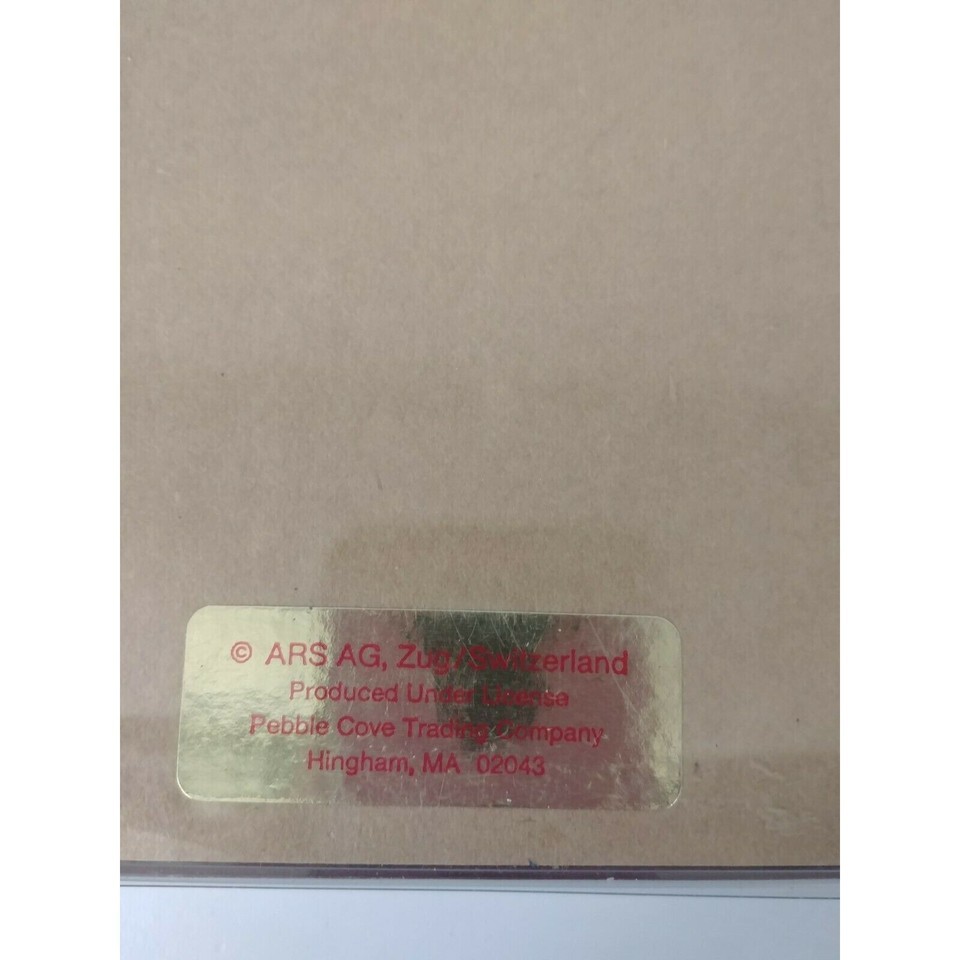 © ARS AG, Zug/Switzerland
Produced Under License
Pebble Cove Trading Company
Hingham, MA 02043